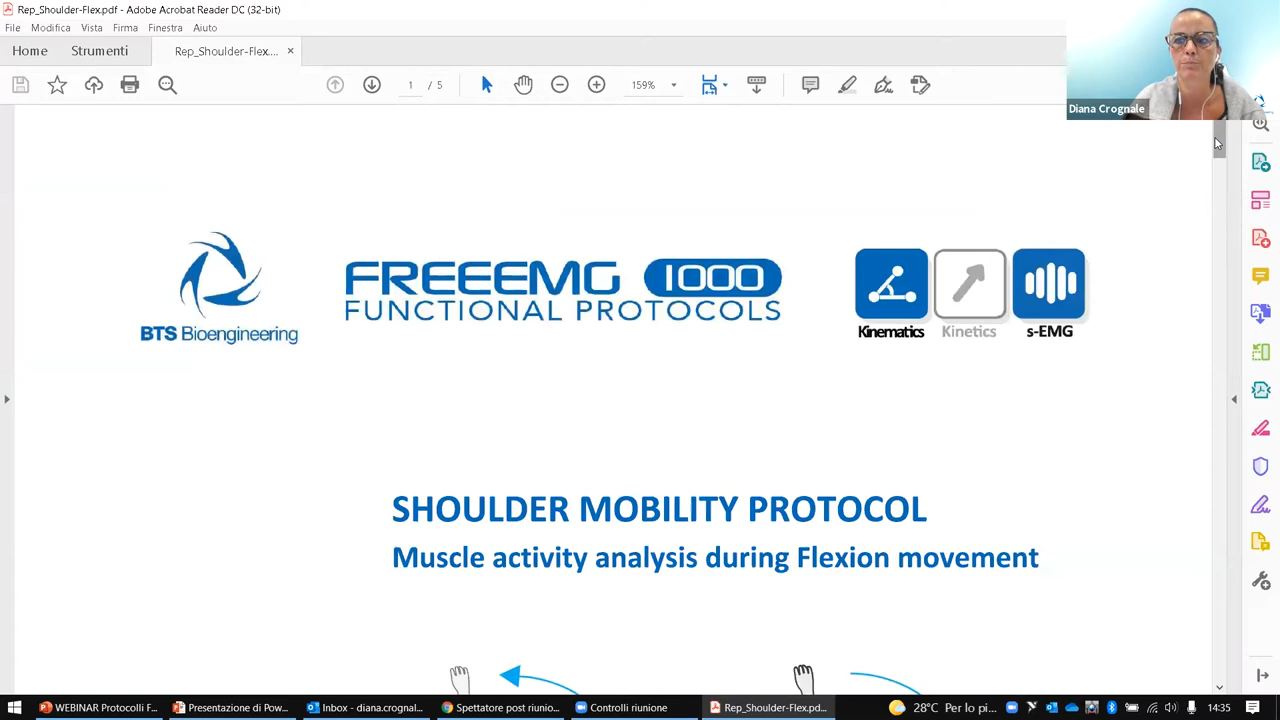 Rep_Shoulder-Flex.pdf - Adobe Acrobat Reader DC (32-bit)
File Modifica Vista Firma Finestra Aiuto
Home Strumenti Rep_Shoulder-Flex.... ×
1 / 5 159%
Diana Crognale
BTS Bioengineering
FREEEMG 1000
FUNCTIONAL PROTOCOLS
Kinematics Kinetics s-EMG
SHOULDER MOBILITY PROTOCOL
Muscle activity analysis during Flexion movement
WEBINAR Protocolli F... Presentazione di Pow... Inbox - diana.crognal... Spettatore post riunio... Controlli riunione Rep_Shoulder-Flex.pd... 28°C Per lo pi... 14:35